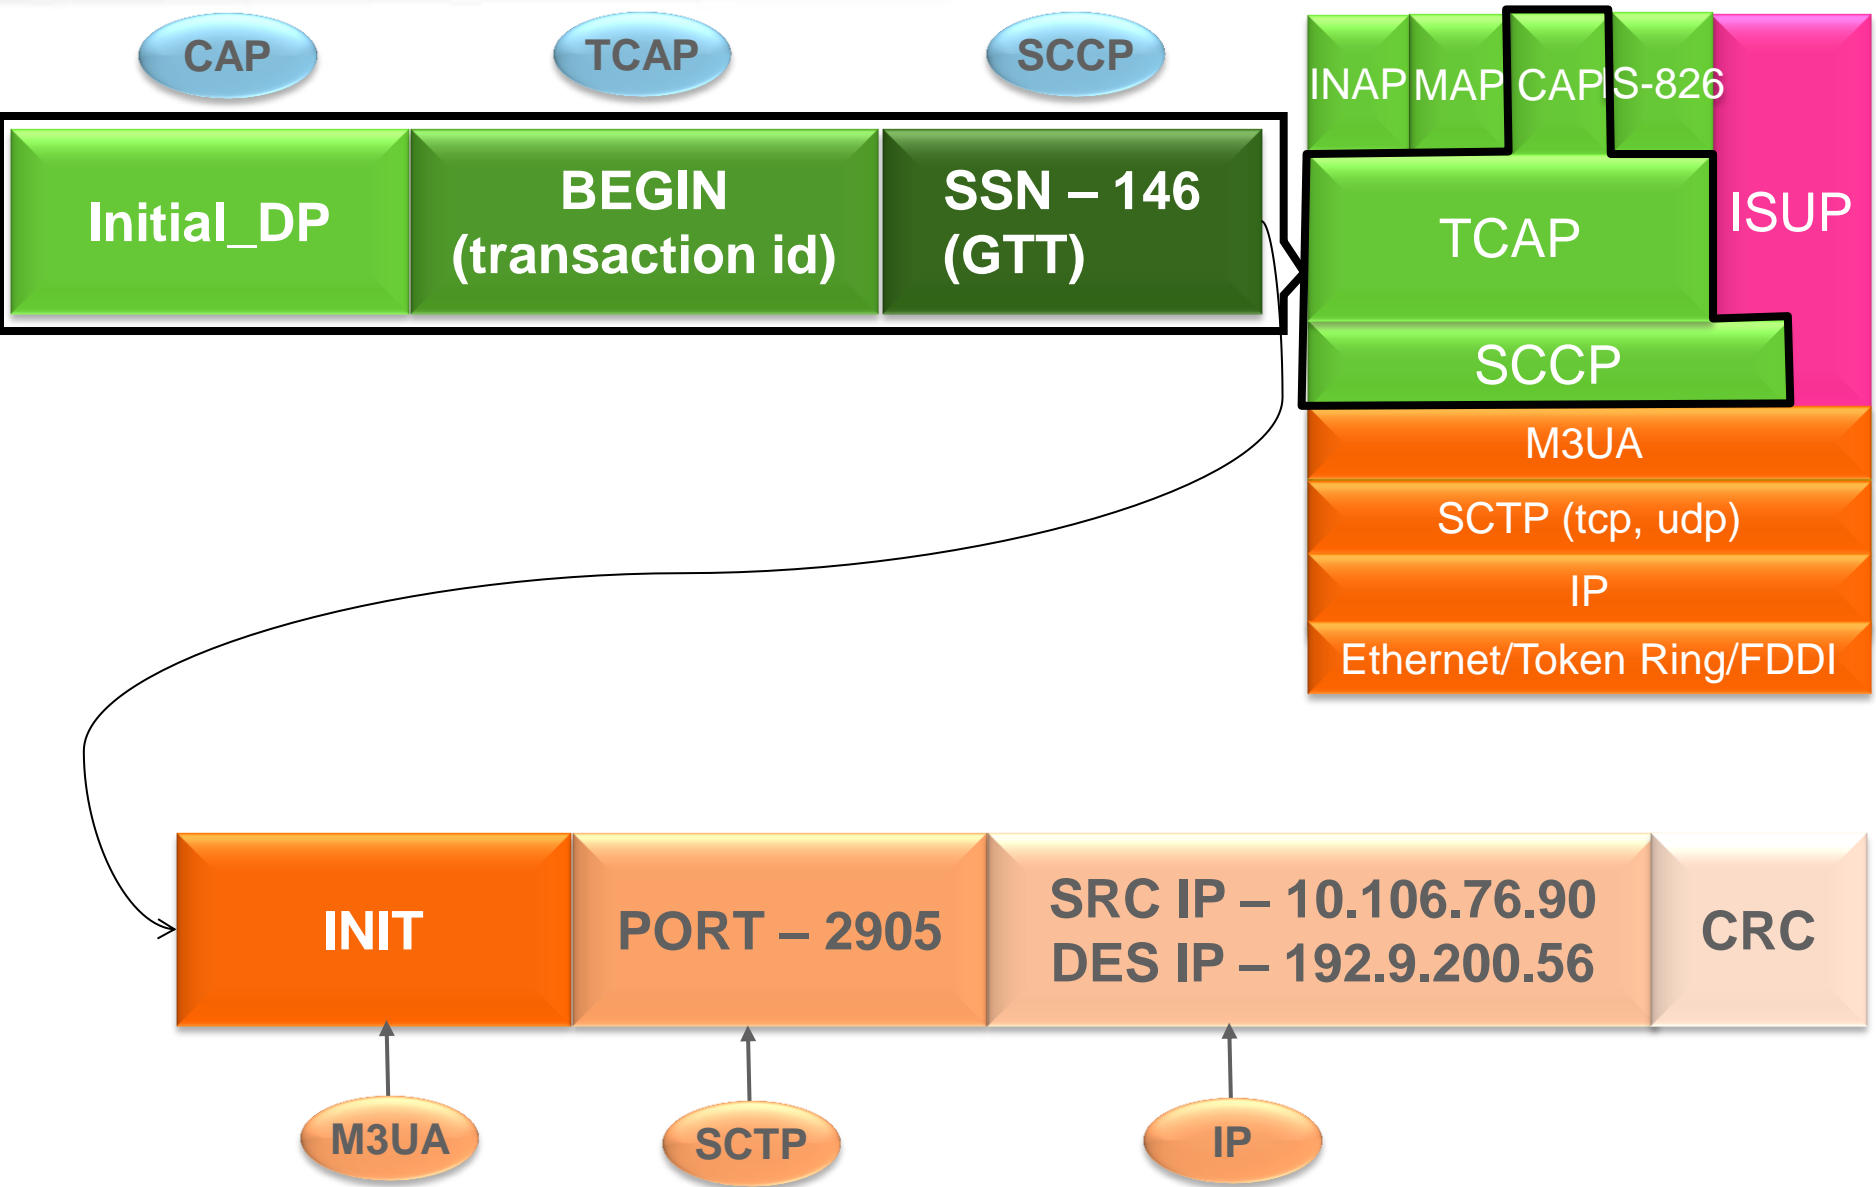 CAP
TCAP
SCCP
Initial_DP
BEGIN
(transaction id)
SSN – 146
(GTT)
INAP
MAP
CAP
S-826
TCAP
ISUP
SCCP
M3UA
SCTP (tcp, udp)
IP
Ethernet/Token Ring/FDDI
INIT
PORT – 2905
SRC IP – 10.106.76.90
DES IP – 192.9.200.56
CRC
M3UA
SCTP
IP